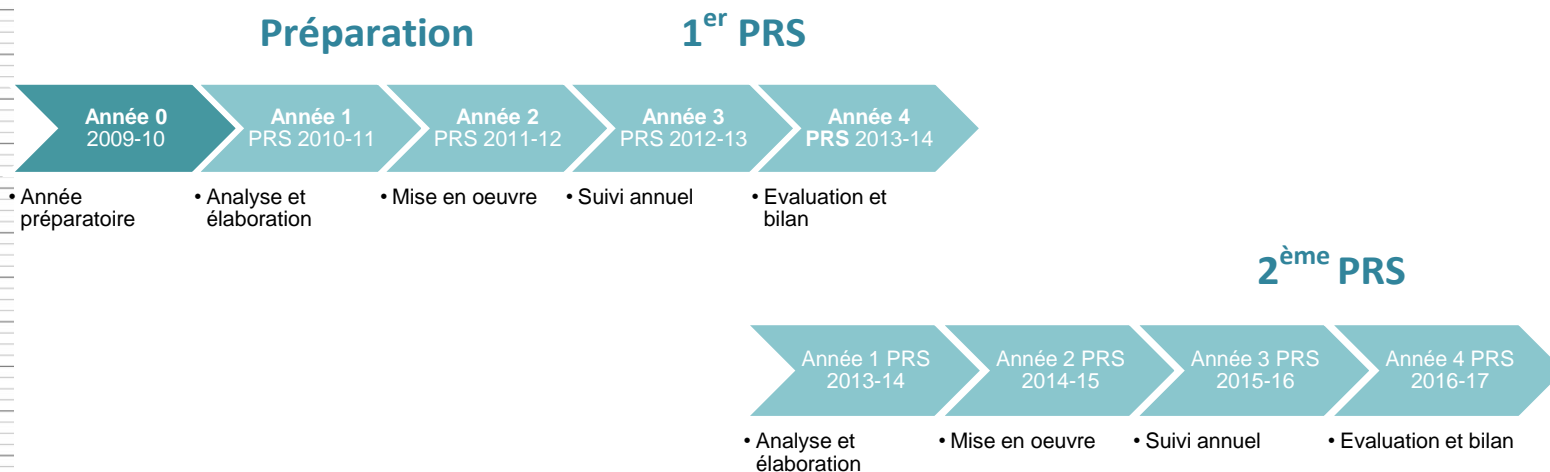 Préparation
1er PRS
Année 0
2009-10
Année 1
PRS 2010-11
Année 2
PRS 2011-12
Année 3
PRS 2012-13
Année 4
PRS 2013-14
• Année
préparatoire
• Analyse et
élaboration
• Mise en oeuvre
• Suivi annuel
• Evaluation et
bilan
2ème PRS
Année 1 PRS
2013-14
Année 2 PRS
2014-15
Année 3 PRS
2015-16
Année 4 PRS
2016-17
• Analyse et
élaboration
• Mise en oeuvre
• Suivi annuel
• Evaluation et bilan